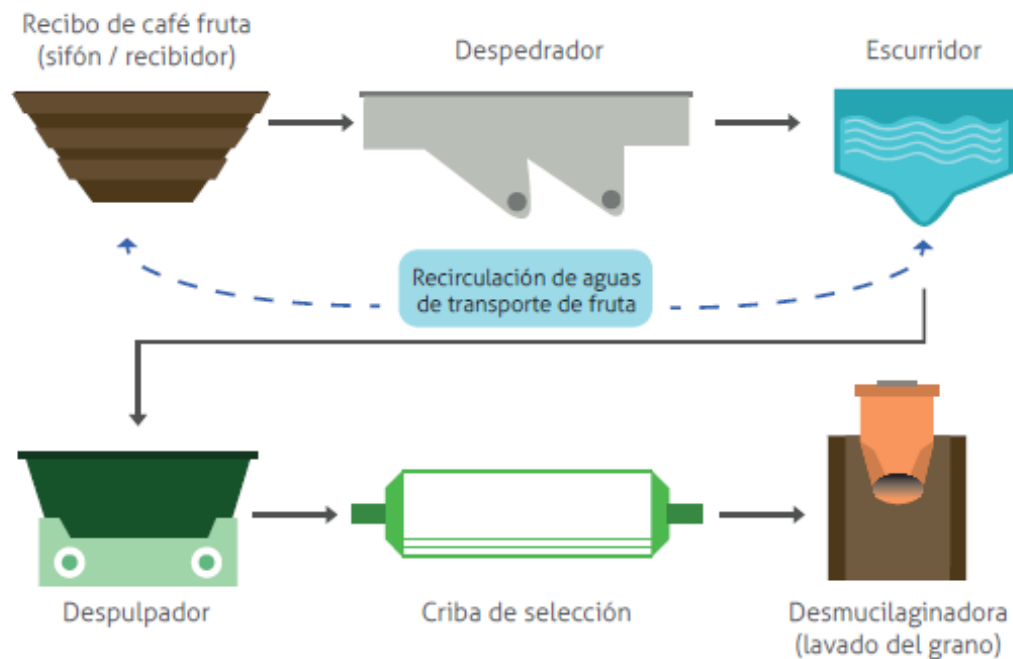 Recibo de café fruta
(sifón / recibidor)
Despedrador
Escurridor
Recirculación de aguas
de transporte de fruta
Despulpador
Criba de selección
Desmucilaginadora
(lavado del grano)